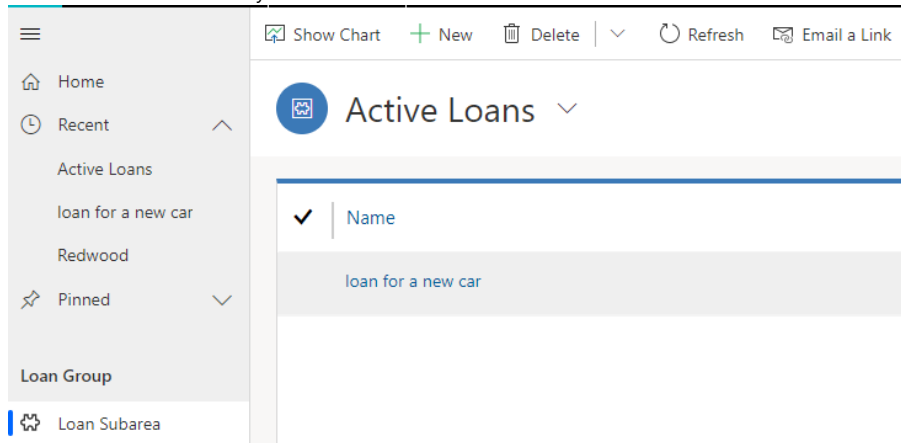 Show Chart New Delete Refresh Email a Link
Home
Recent
Active Loans
loan for a new car
Redwood
Pinned
Loan Group
Loan Subarea
Active Loans
Name
loan for a new car